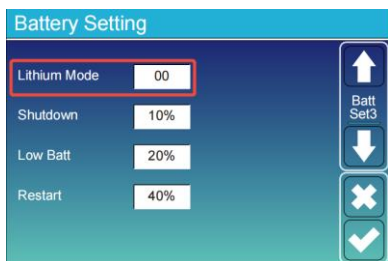 Battery Setting
Lithium Mode 00
Batt
Set3
Shutdown 10%
Low Batt 20%
Restart 40%